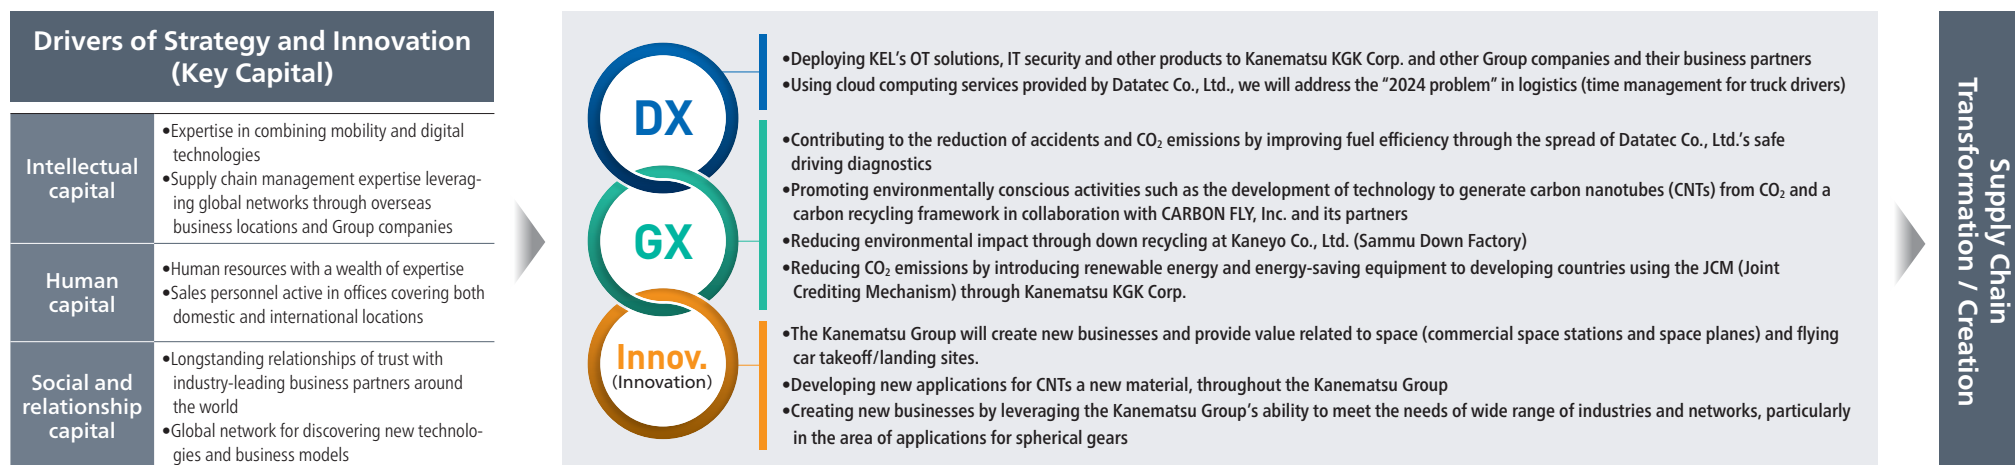 Drivers of Strategy and Innovation
(Key Capital)
Intellectual
capital
•Expertise in combining mobility and digital
technologies
•Supply chain management expertise leverag-
ing global networks through overseas
business locations and Group companies
Human
capital
•Human resources with a wealth of expertise
•Sales personnel active in offices covering both
domestic and international locations
Social and
relationship
capital
•Longstanding relationships of trust with
industry-leading business partners around
the world
•Global network for discovering new technolo-
gies and business models
DX
•Deploying KEL's OT solutions, IT security and other products to Kanematsu KGK Corp. and other Group companies and their business partners
•Using cloud computing services provided by Datatec Co., Ltd., we will address the "2024 problem" in logistics (time management for truck drivers)
GX
•Contributing to the reduction of accidents and CO₂ emissions by improving fuel efficiency through the spread of Datatec Co., Ltd.'s safe
driving diagnostics
•Promoting environmentally conscious activities such as the development of technology to generate carbon nanotubes (CNTs) from CO₂ and a
carbon recycling framework in collaboration with CARBON FLY, Inc. and its partners
•Reducing environmental impact through down recycling at Kaneyo Co., Ltd. (Sammu Down Factory)
•Reducing CO₂ emissions by introducing renewable energy and energy-saving equipment to developing countries using the JCM (Joint
Crediting Mechanism) through Kanematsu KGK Corp.
Innov.
(Innovation)
•The Kanematsu Group will create new businesses and provide value related to space (commercial space stations and space planes) and flying
car takeoff/landing sites.
•Developing new applications for CNTs a new material, throughout the Kanematsu Group
•Creating new businesses by leveraging the Kanematsu Group's ability to meet the needs of wide range of industries and networks, particularly
in the area of applications for spherical gears
Supply Chain
Transformation / Creation